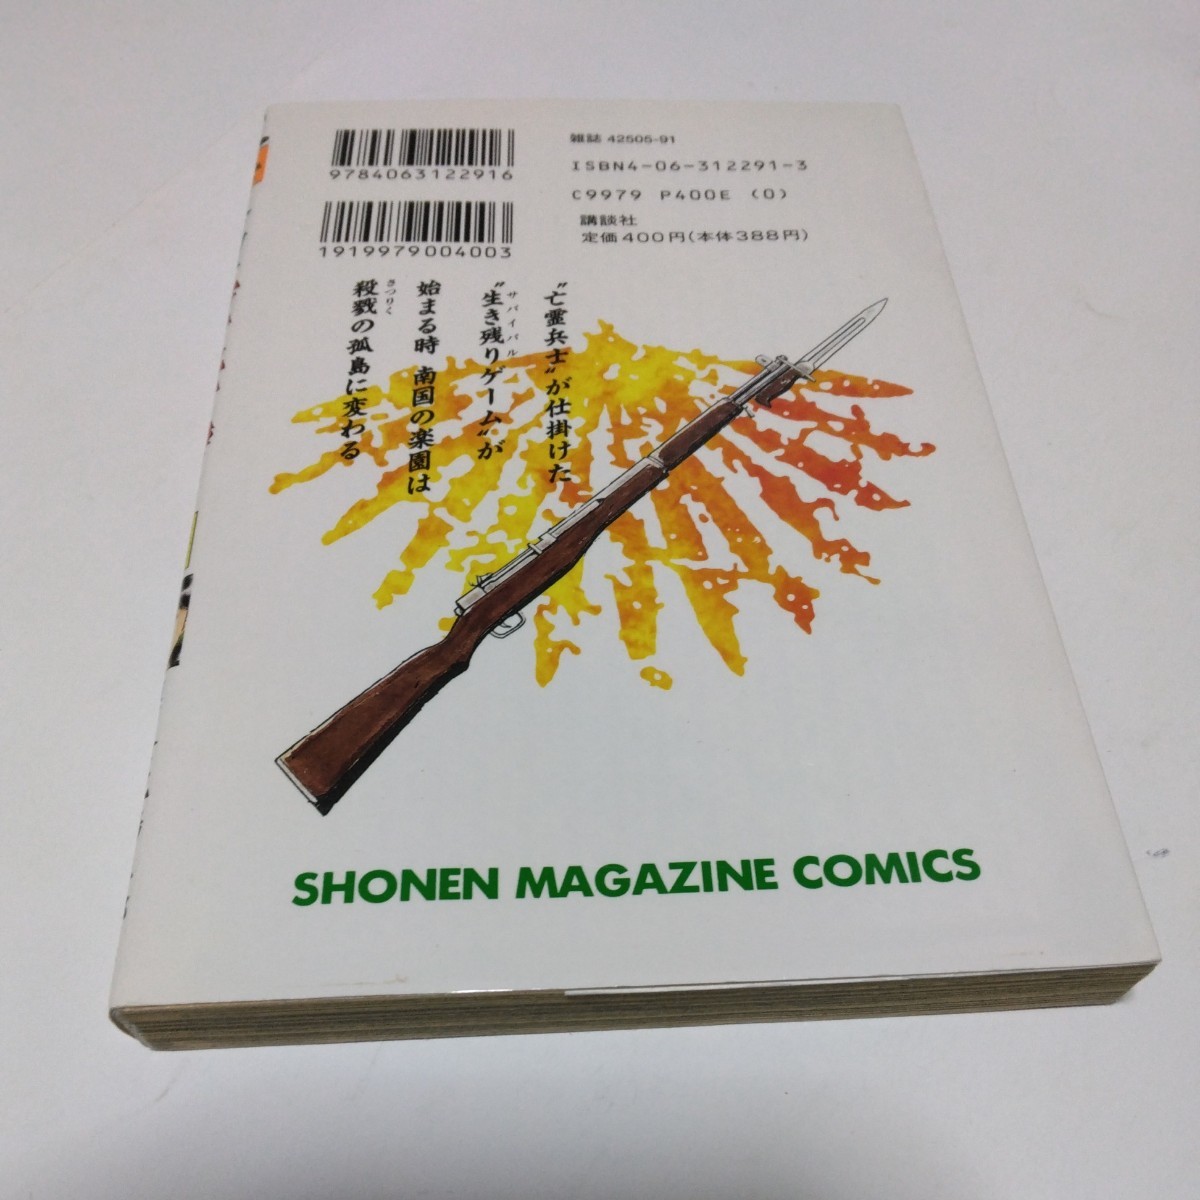 9784063122916
1919979004003
雑誌 42505-91
ISBN4-06-312291-3
C9979 P400E (0)
講談社
定価400円(本体388円)
〝亡霊兵士〟が仕掛けた
サバイバル
〝生き残りゲーム〟が
始まる時 南国の楽園は
さつりく
殺戮の孤島に変わる
SHONEN MAGAZINE COMICS